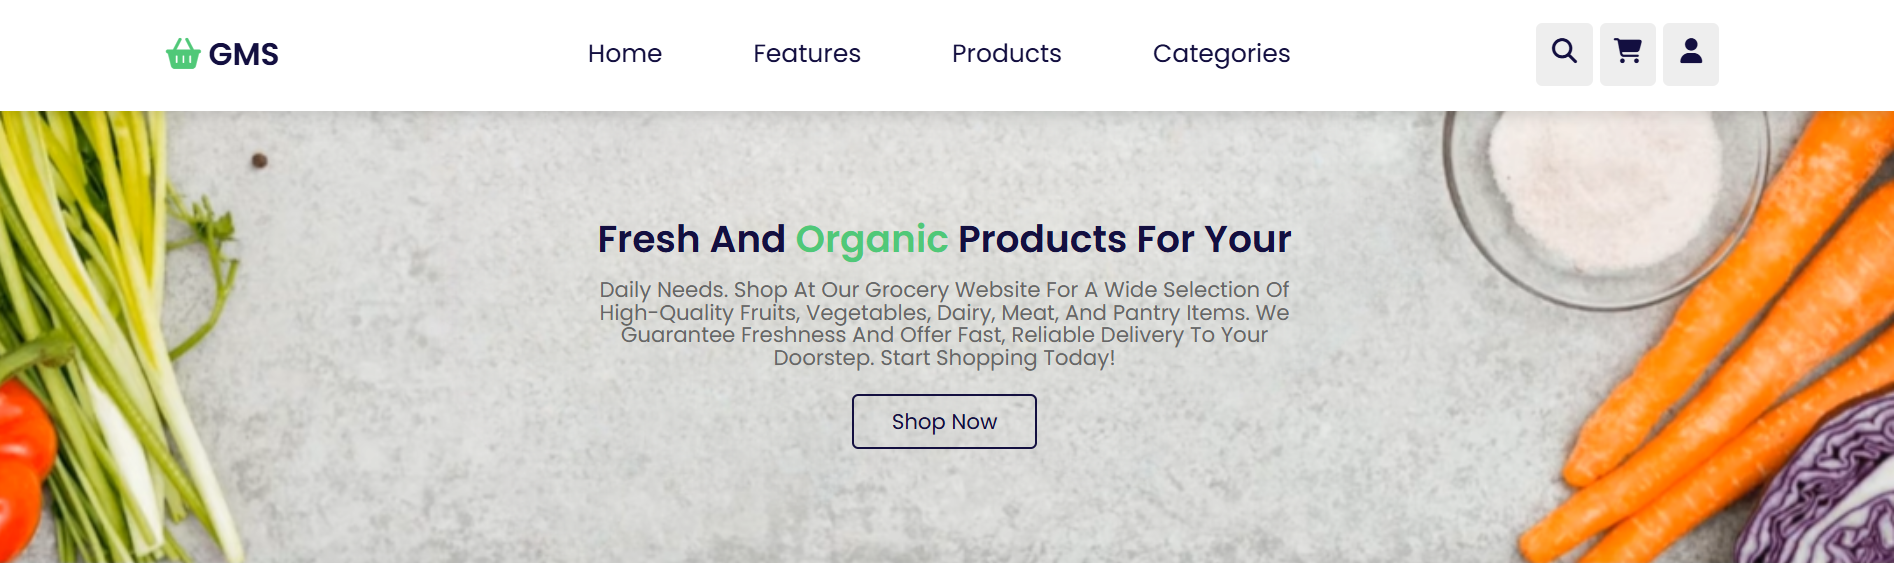 GMS
Home
Features
Products
Categories
Fresh And Organic Products For Your
Daily Needs. Shop At Our Grocery Website For A Wide Selection Of
High-Quality Fruits, Vegetables, Dairy, Meat, And Pantry Items. We
Guarantee Freshness And Offer Fast, Reliable Delivery To Your
Doorstep. Start Shopping Today!
Shop Now